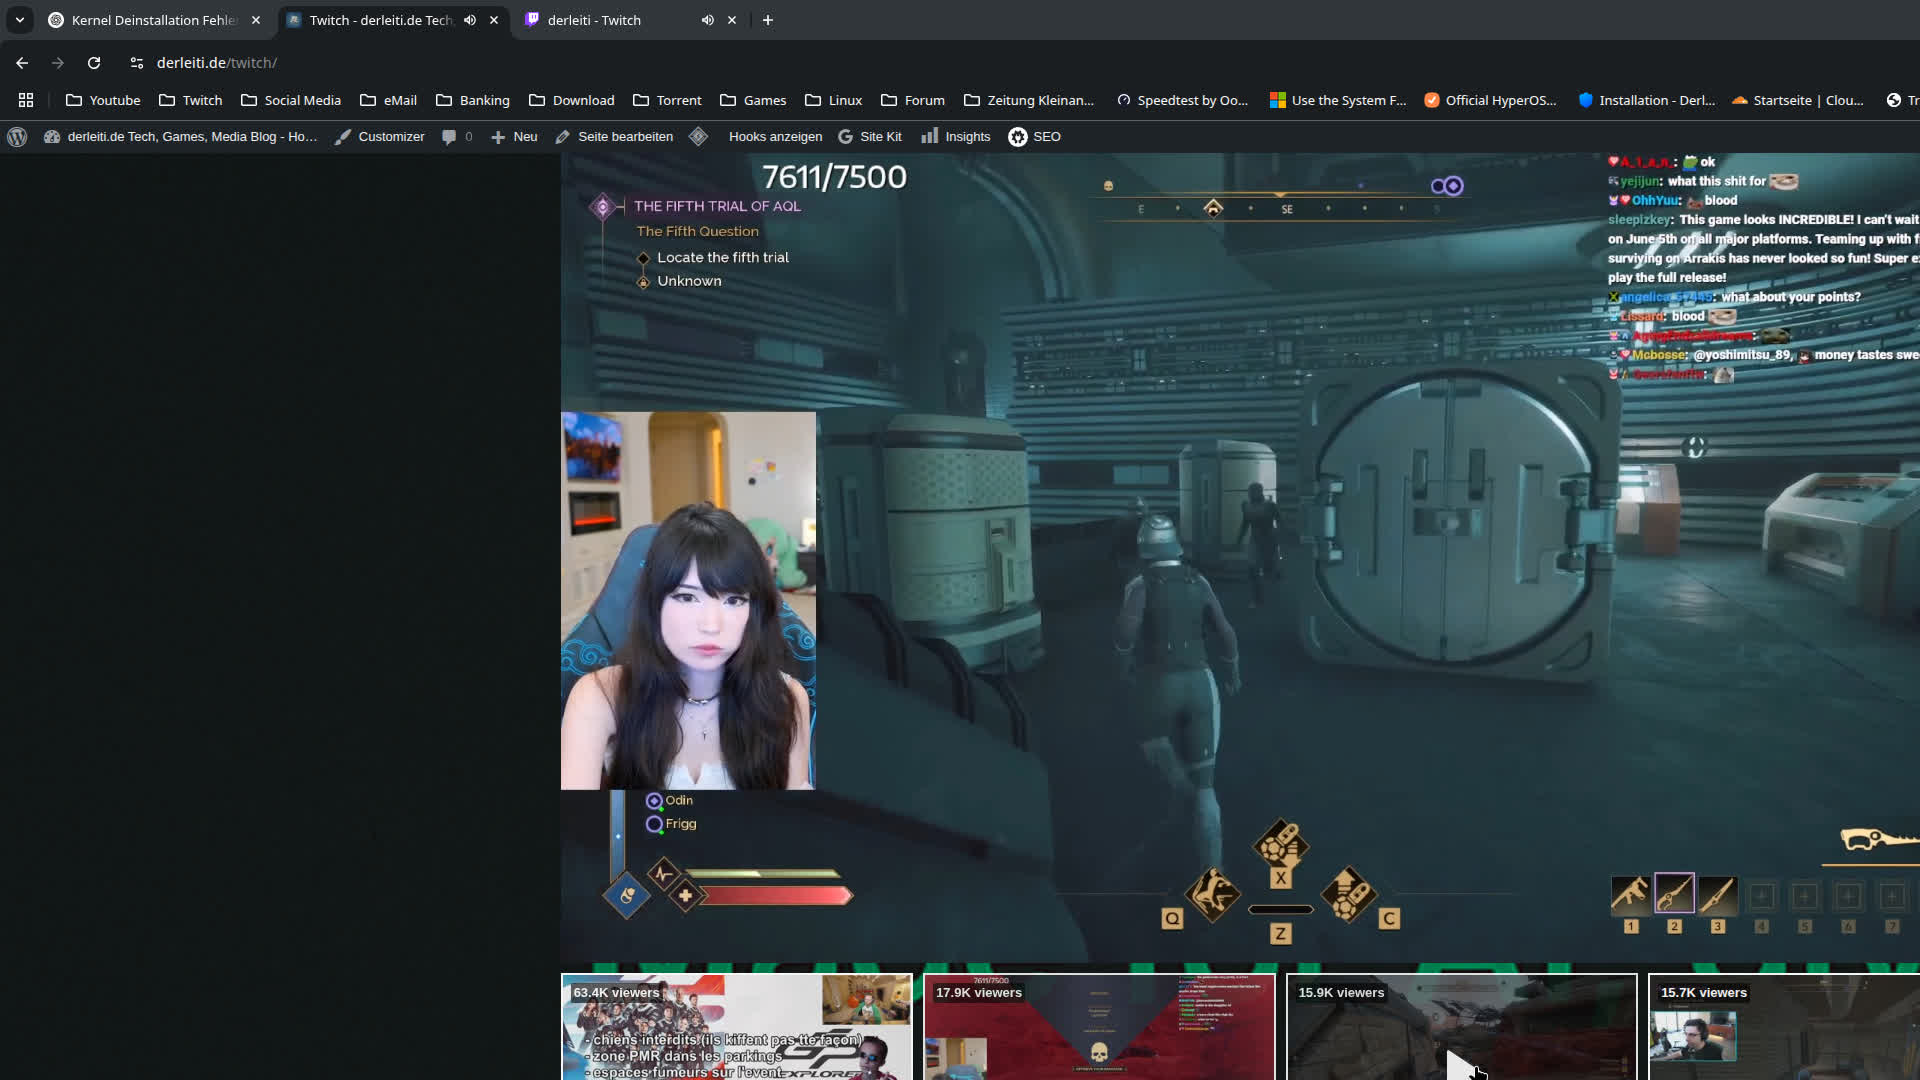 Kernel Deinstallation Fehle
Twitch - derleiti.de Tech,
derleiti - Twitch
derleiti.de/twitch/
Youtube
Twitch
Social Media
eMail
Banking
Download
Torrent
Games
Linux
Forum
Zeitung Kleinan...
Speedtest by Oo...
Use the System F...
Official HyperOS...
Installation - Derl...
Startseite | Clou...
Tr
derleiti.de Tech, Games, Media Blog - Ho...
Customizer
0
Neu
Seite bearbeiten
Hooks anzeigen
Site Kit
Insights
SEO
7611/7500
THE FIFTH TRIAL OF AQL
The Fifth Question
Locate the fifth trial
Unknown
E
SE
S
: ok
yejijun: what this shit for
OhhYuu: blood
sleepizkey: This game looks INCREDIBLE! I can't wait
on June 5th on all major platforms. Teaming up with f
surviving on Arrakis has never looked so fun! Super e
play the full release!
: what about your points?
Lissard: blood
Mcbosse: @yoshimitsu_89, money tastes swe
Odin
Frigg
X
Q
C
Z
1
2
3
4
5
6
7
63.4K viewers
- chiens interdits (ils kiffent pas tte façon)
- zone PMR dans les parkings
- espaces fumeurs sur l'event
GP
EXPLORER
7611/7500
17.9K viewers
15.9K viewers
15.7K viewers